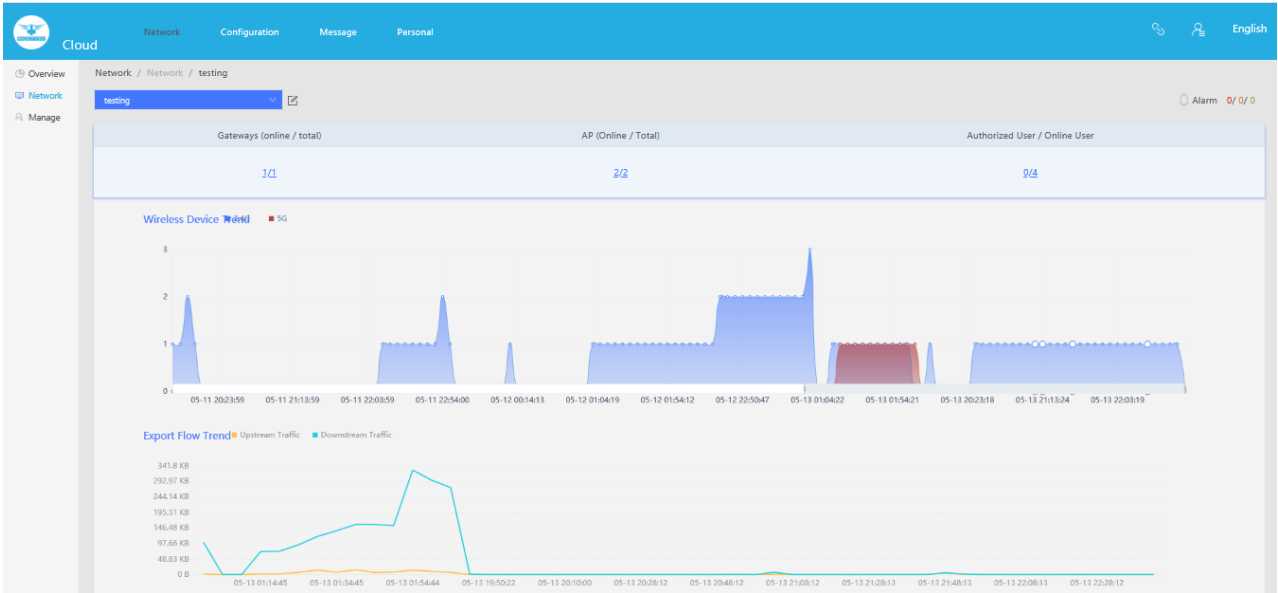 COMMANDO
Cloud
Network Configuration Message Personal English
Overview
Network
Manage
Network / Network / testing
testing
Alarm 0/ 0/ 0
Gateways (online / total) AP (Online / Total) Authorized User / Online User
1/1 2/2 0/4
Wireless Device Trend 5G
3
2
1
0
05-11 20:23:59 05-11 21:13:59 05-11 22:03:59 05-11 22:54:00 05-12 00:14:13 05-12 01:04:19 05-12 01:54:12 05-12 22:50:47 05-13 01:04:22 05-13 01:54:21 05-13 20:23:18 05-13 21:13:24 05-13 22:03:19
Export Flow Trend Upstream Traffic Downstream Traffic
341.8 KB
292.97 KB
244.14 KB
195.31 KB
146.48 KB
97.66 KB
48.83 KB
0 B
05-13 01:14:45 05-13 01:34:45 05-13 01:54:44 05-13 19:50:22 05-13 20:10:00 05-13 20:28:12 05-13 20:48:12 05-13 21:08:12 05-13 21:28:13 05-13 21:48:13 05-13 22:08:13 05-13 22:28:12